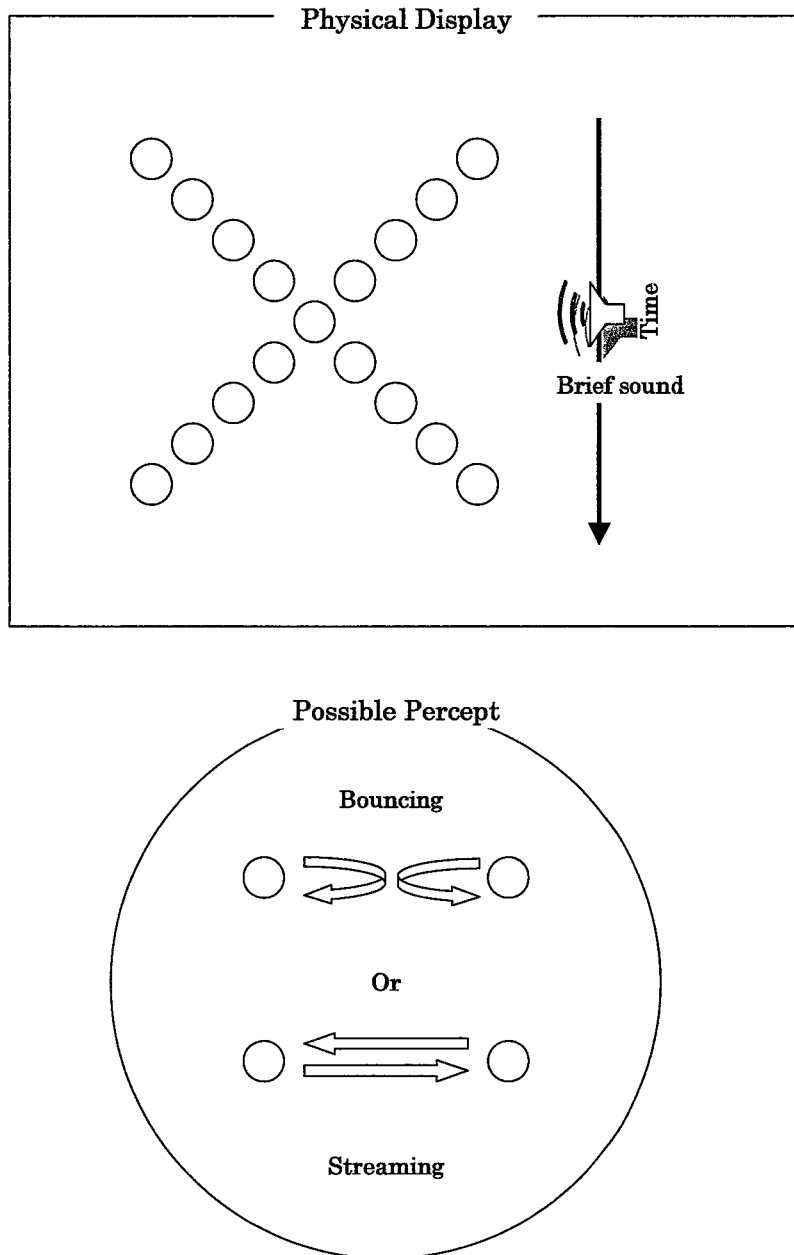 Physical Display
Time
Brief sound
Possible Percept
Bouncing
Or
Streaming